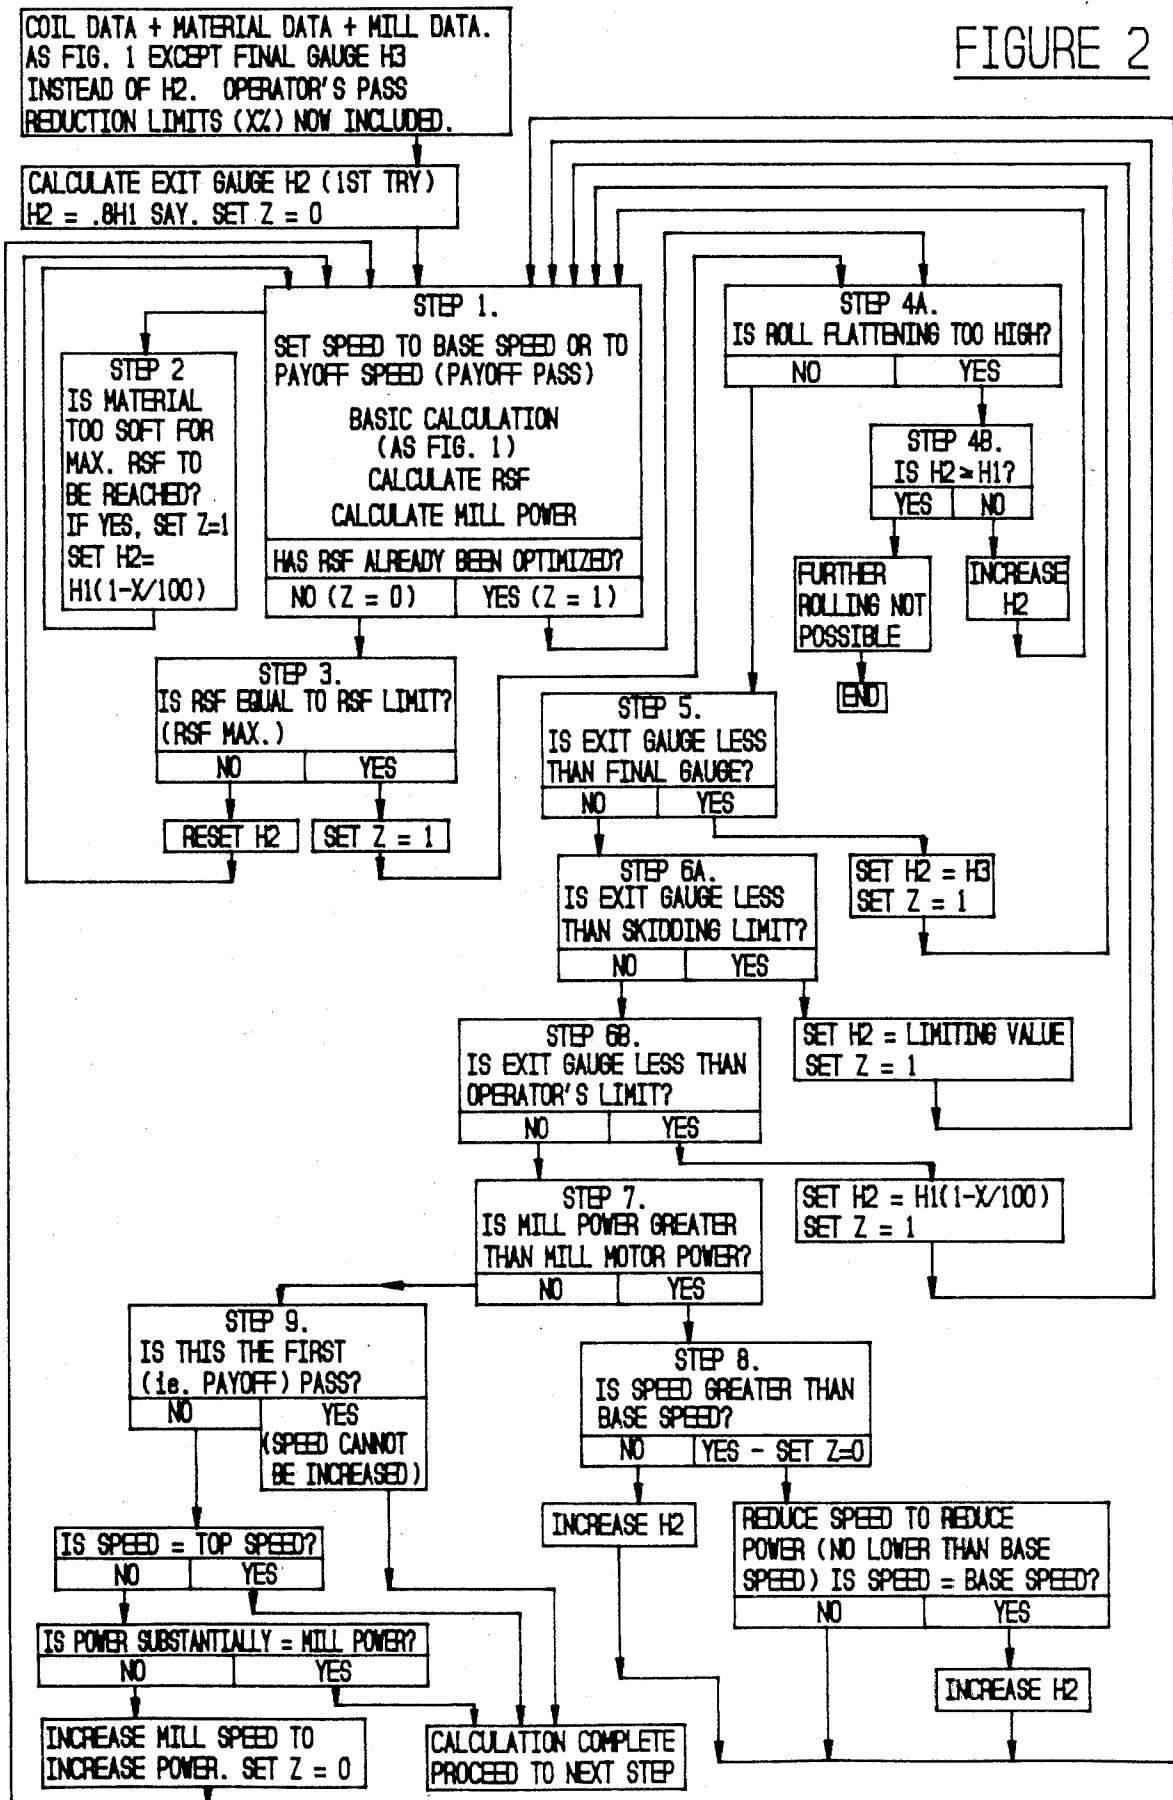 COIL DATA + MATERIAL DATA + MILL DATA.
AS FIG. 1 EXCEPT FINAL GAUGE H3
INSTEAD OF H2. OPERATOR'S PASS
REDUCTION LIMITS (X%) NOW INCLUDED.
FIGURE 2
CALCULATE EXIT GAUGE H2 (1ST TRY)
H2 = .8H1 SAY. SET Z = 0
STEP 1.
SET SPEED TO BASE SPEED OR TO
PAYOFF SPEED (PAYOFF PASS)
BASIC CALCULATION
(AS FIG. 1)
CALCULATE RSF
CALCULATE MILL POWER
HAS RSF ALREADY BEEN OPTIMIZED?
NO (Z = 0)
YES (Z = 1)
STEP 2
IS MATERIAL
TOO SOFT FOR
MAX. RSF TO
BE REACHED?
IF YES, SET Z=1
SET H2=
H1(1-X/100)
STEP 3.
IS RSF EQUAL TO RSF LIMIT?
(RSF MAX.)
NO
YES
RESET H2
SET Z = 1
STEP 4A.
IS ROLL FLATTENING TOO HIGH?
NO
YES
STEP 4B.
IS H2≥H1?
YES
NO
FURTHER
ROLLING NOT
POSSIBLE
INCREASE
H2
END
STEP 5.
IS EXIT GAUGE LESS
THAN FINAL GAUGE?
NO
YES
SET H2 = H3
SET Z = 1
STEP 6A.
IS EXIT GAUGE LESS
THAN SKIDDING LIMIT?
NO
YES
SET H2 = LIMITING VALUE
SET Z = 1
STEP 6B.
IS EXIT GAUGE LESS THAN
OPERATOR'S LIMIT?
NO
YES
SET H2 = H1(1-X/100)
SET Z = 1
STEP 7.
IS MILL POWER GREATER
THAN MILL MOTOR POWER?
NO
YES
STEP 8.
IS SPEED GREATER THAN
BASE SPEED?
NO
YES - SET Z=0
INCREASE H2
REDUCE SPEED TO REDUCE
POWER (NO LOWER THAN BASE
SPEED) IS SPEED = BASE SPEED?
NO
YES
INCREASE H2
STEP 9.
IS THIS THE FIRST
(ie. PAYOFF) PASS?
NO
YES
(SPEED CANNOT
BE INCREASED)
IS SPEED = TOP SPEED?
NO
YES
IS POWER SUBSTANTIALLY = MILL POWER?
NO
YES
INCREASE MILL SPEED TO
INCREASE POWER. SET Z = 0
CALCULATION COMPLETE
PROCEED TO NEXT STEP